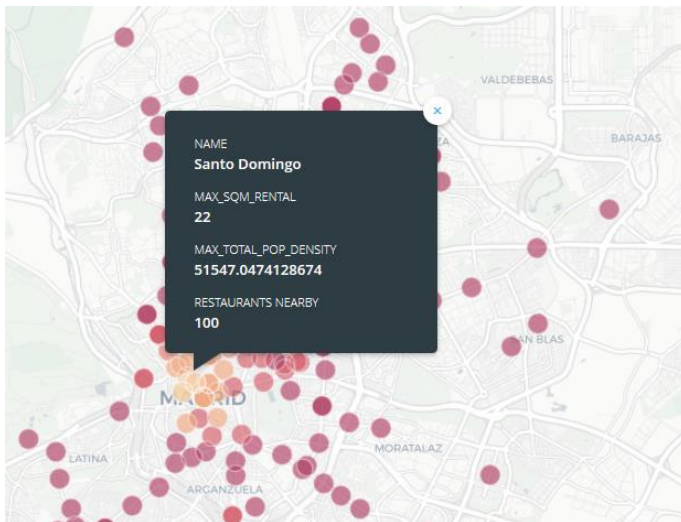 VALDEBEBAS
BARAJAS
×
NAME
Santo Domingo
MAX_SQM_RENTAL
22
MAX_TOTAL_POP_DENSITY
51547.0474128674
RESTAURANTS NEARBY
100
ZA
SAN BLAS
MADRID
MORATALAZ
LATINA
ARGANZUELA